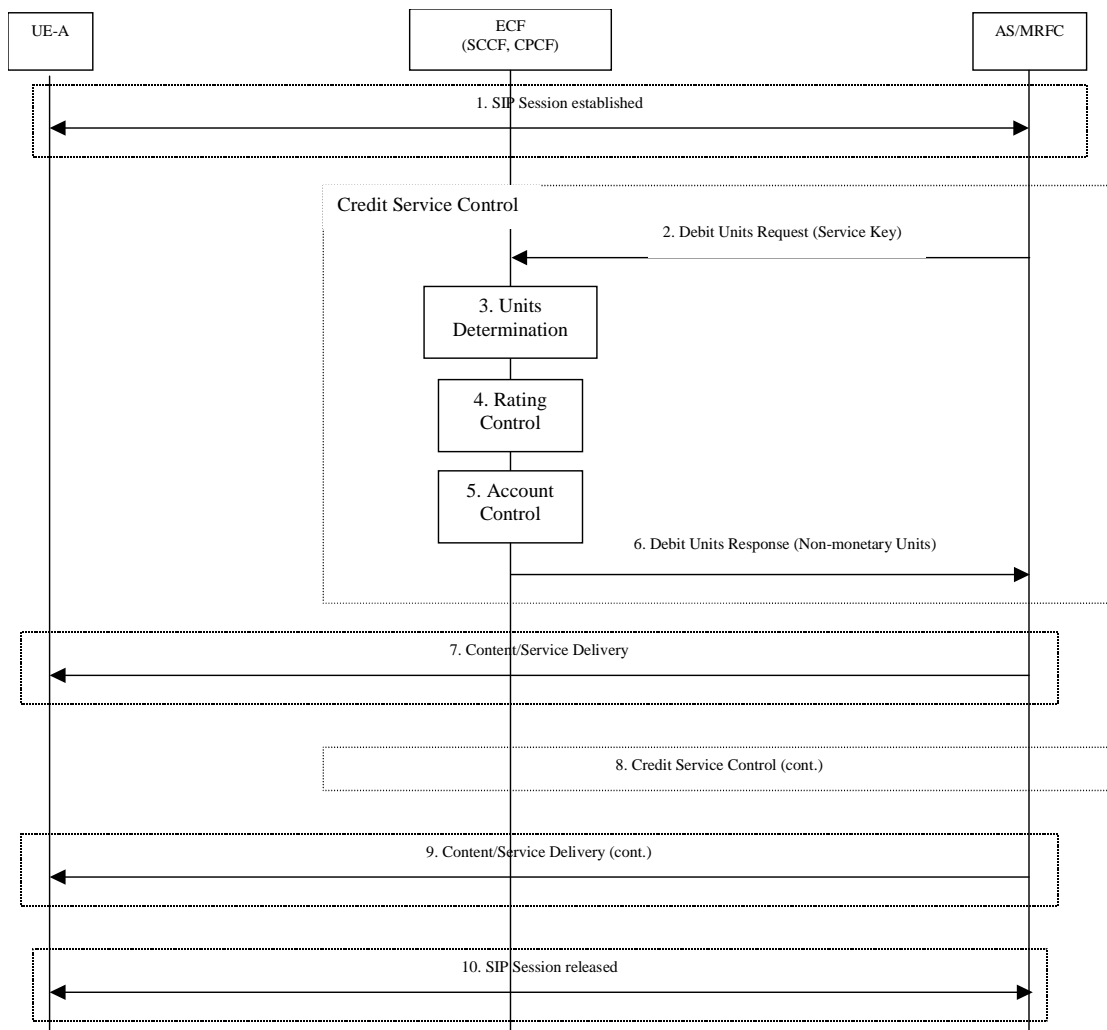 UE-A
ECF
(SCCF, CPCF)
AS/MRFC
1. SIP Session established
Credit Service Control
2. Debit Units Request (Service Key)
3. Units
Determination
4. Rating
Control
5. Account
Control
6. Debit Units Response (Non-monetary Units)
7. Content/Service Delivery
8. Credit Service Control (cont.)
9. Content/Service Delivery (cont.)
10. SIP Session released